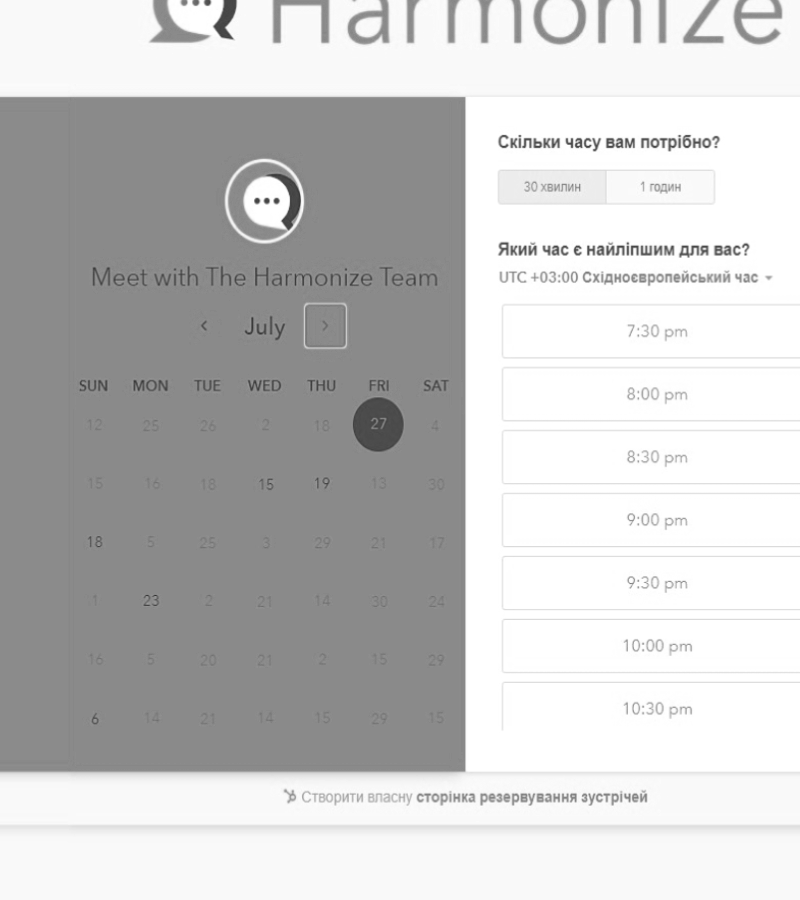 Harmonize
Meet with The Harmonize Team
July
SUN MON TUE WED THU FRI SAT
12 25 26 2 18 27 4
15 16 18 15 19 13 30
18 5 25 3 29 21 17
1 23 2 21 14 30 24
16 5 20 21 2 15 29
6 14 21 14 15 29 15
Скільки часу вам потрібно?
30 хвилин 1 годин
Який час є найліпшим для вас?
UTC +03:00 Східноєвропейський час
7:30 pm
8:00 pm
8:30 pm
9:00 pm
9:30 pm
10:00 pm
10:30 pm
Створити власну сторінка резервування зустрічей